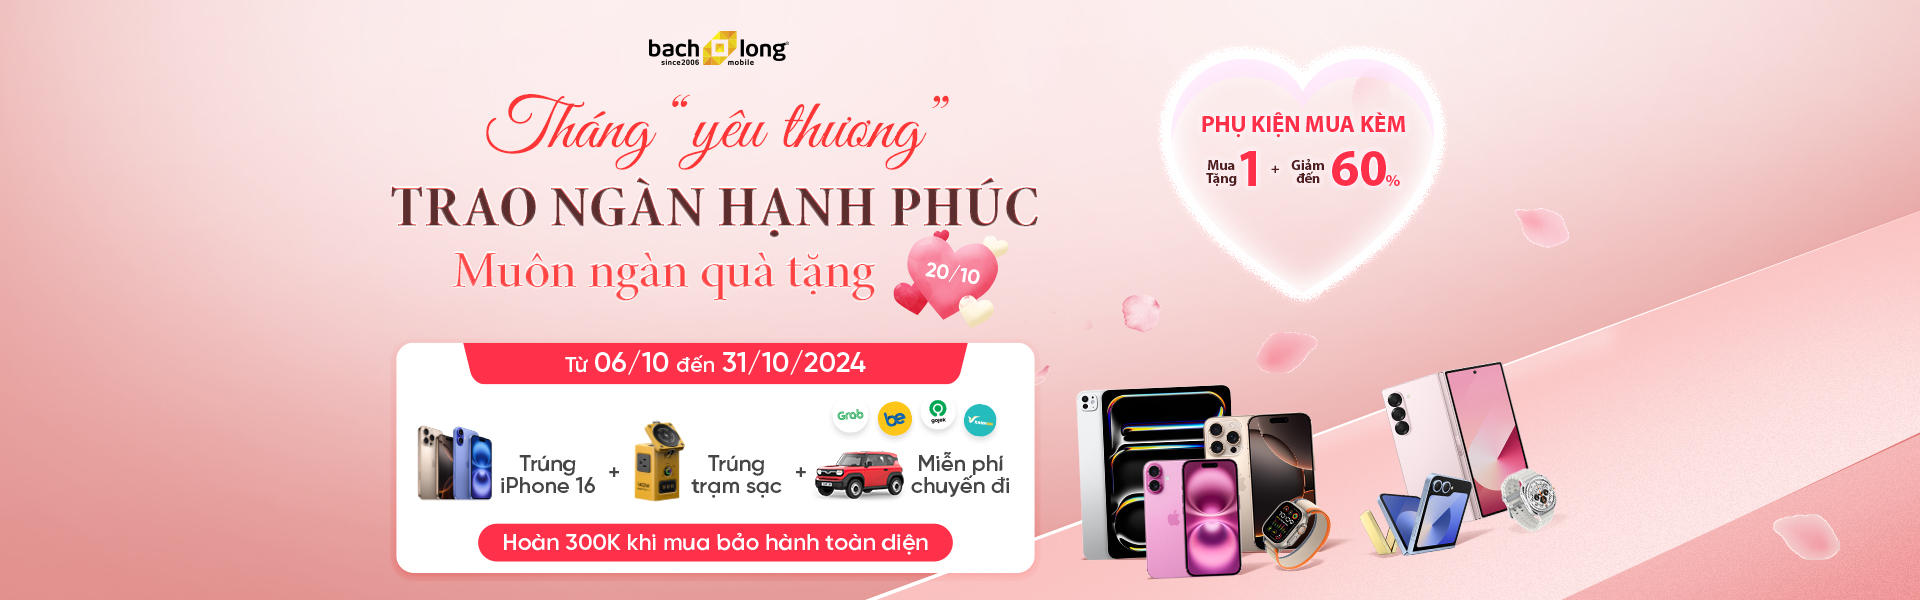 bach long
since2006 mobile
Tháng “yêu thương”
TRAO NGÀN HẠNH PHÚC
Muôn ngàn quà tặng
20/10
Từ 06/10 đến 31/10/2024
Grab
be
gojek
Trúng
iPhone 16
+
Trúng
trạm sạc
+
Miễn phí
chuyến đi
Hoàn 300K khi mua bảo hành toàn diện
PHỤ KIỆN MUA KÈM
Mua
Tặng 1 + Giảm
đến 60%